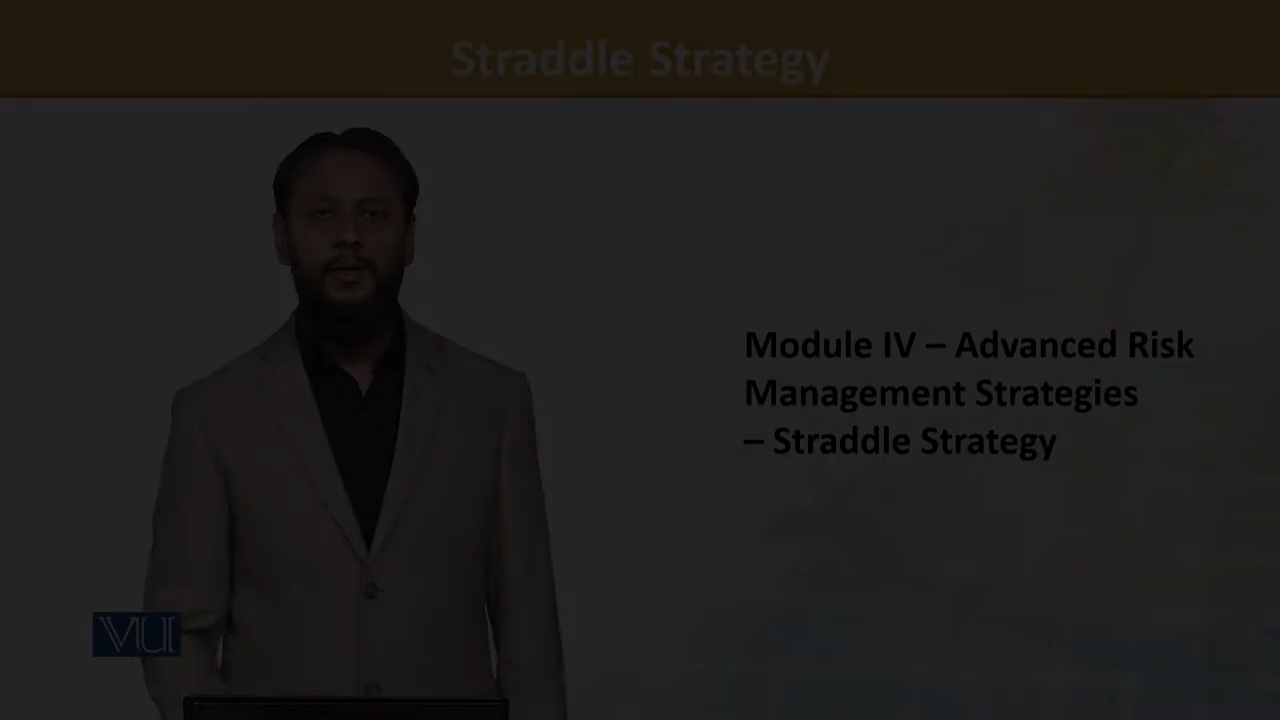 Straddle Strategy
Module IV – Advanced Risk
Management Strategies
– Straddle Strategy
VU